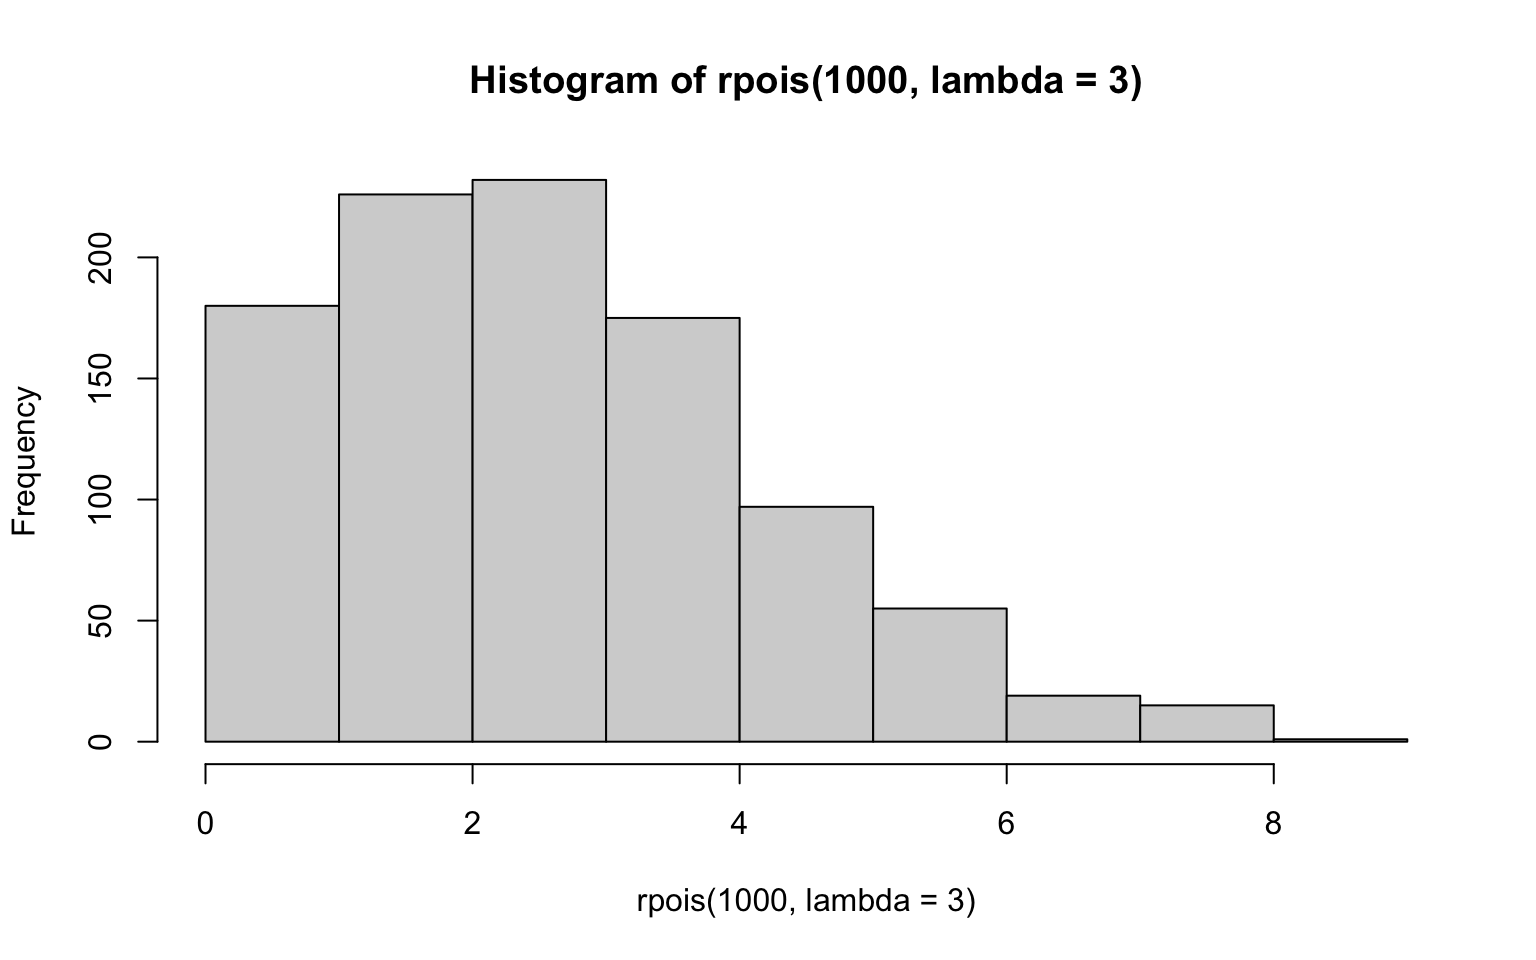 Histogram of rpois(1000, lambda = 3)
Frequency
200
150
100
50
0
0 2 4 6 8
rpois(1000, lambda = 3)